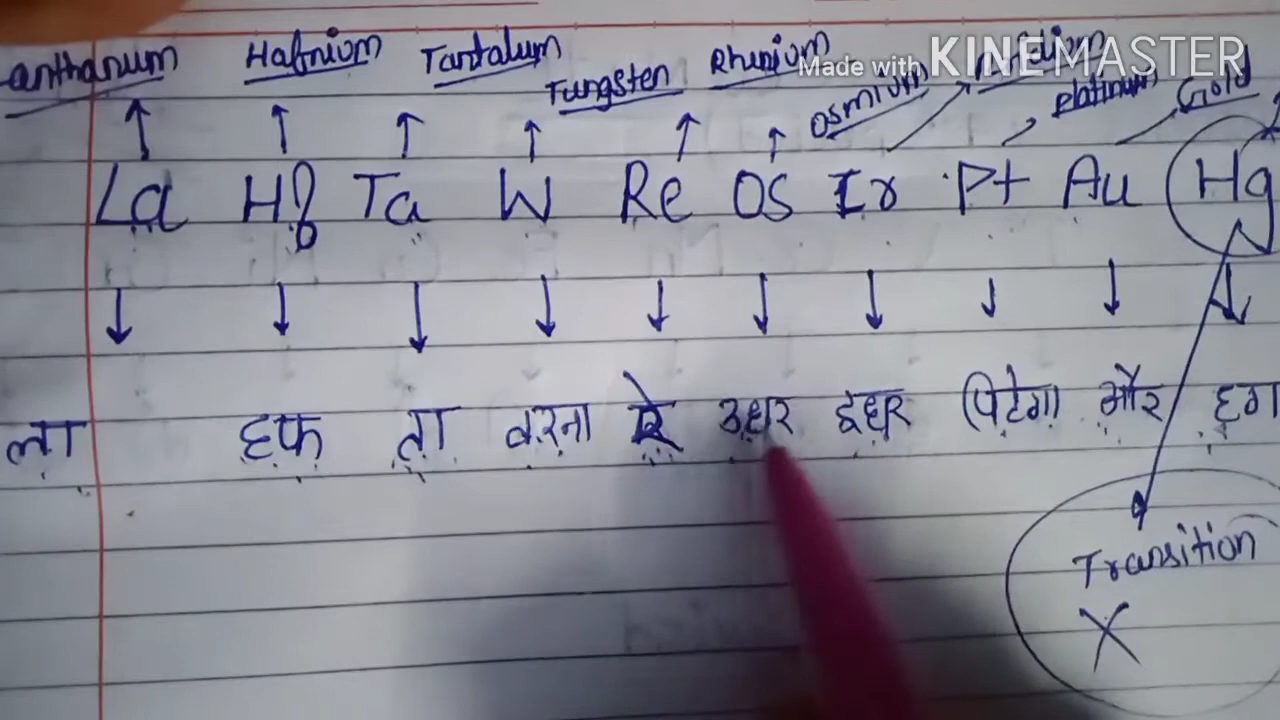 anthanum Hafnium Tantalum Tungsten Rhenium Osmium Platinum Gold
Made with KINEMASTER
La Hf Ta W Re Os Ir Pt Au Hg
ला हफ ता वरना रे उधर इधर पिटेगा और हग
Transition
X